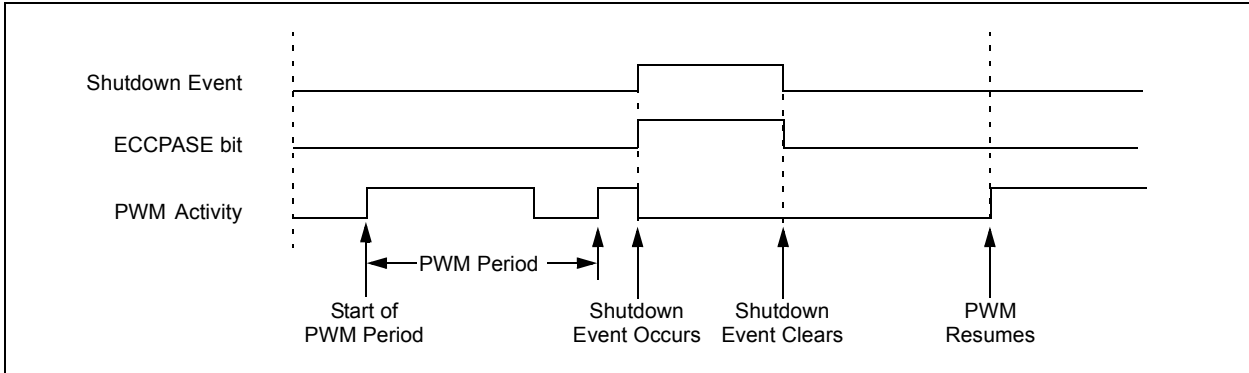 Shutdown Event
ECCPASE bit
PWM Activity
PWM Period
Start of
PWM Period
Shutdown
Event Occurs
Shutdown
Event Clears
PWM
Resumes